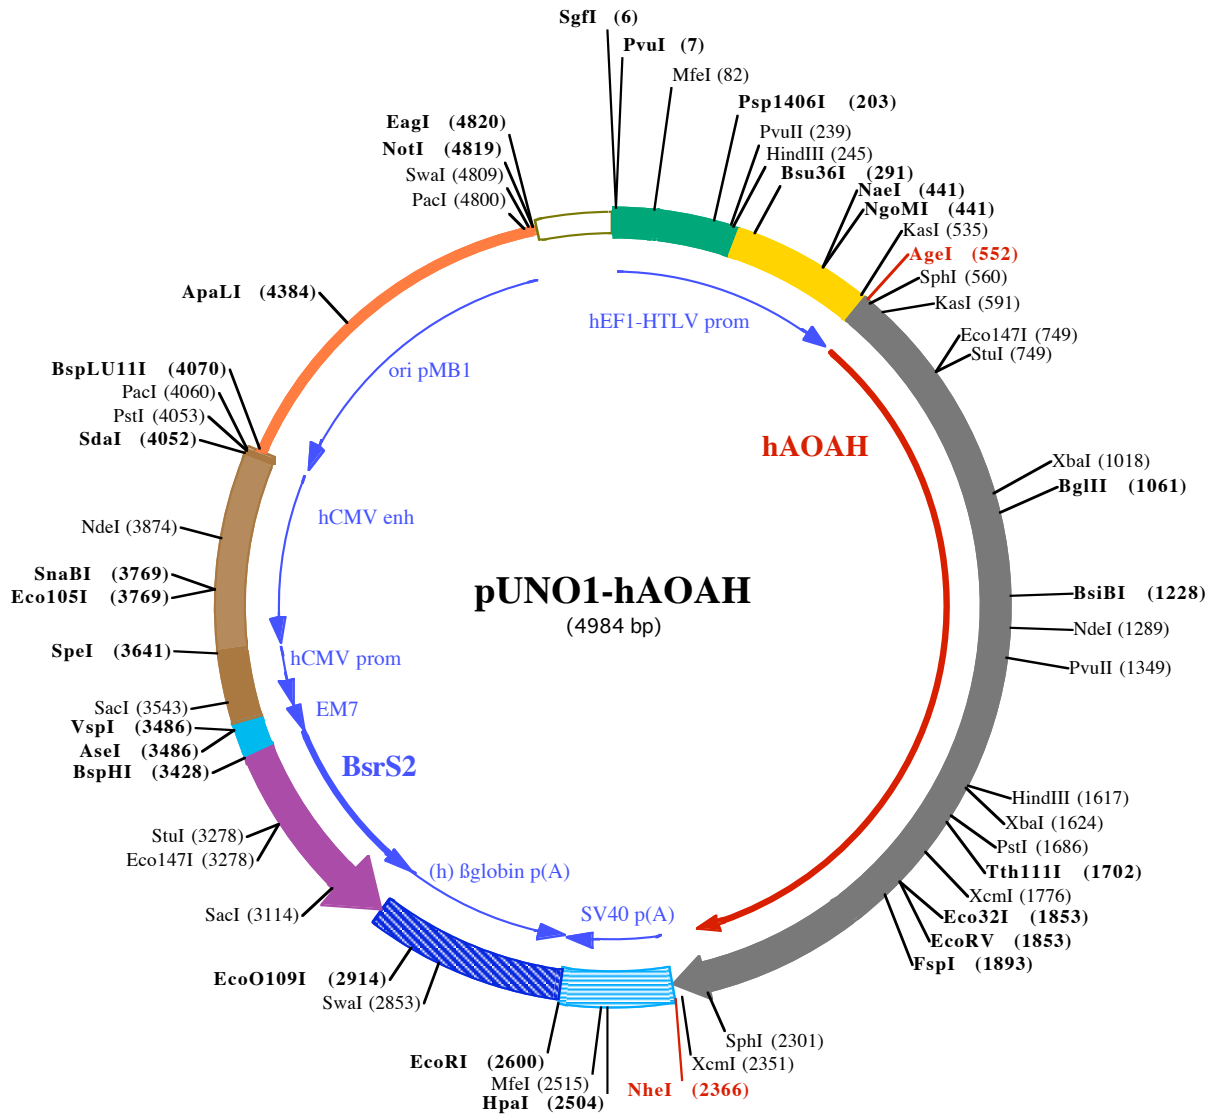 SgfI (6)
PvuI (7)
MfeI (82)
Psp1406I (203)
PvuII (239)
HindIII (245)
Bsu36I (291)
NaeI (441)
NgoMI (441)
KasI (535)
AgeI (552)
SphI (560)
KasI (591)
Eco147I (749)
StuI (749)
XbaI (1018)
BglII (1061)
BsiBI (1228)
NdeI (1289)
PvuII (1349)
HindIII (1617)
XbaI (1624)
PstI (1686)
Tth111I (1702)
XcmI (1776)
Eco32I (1853)
EcoRV (1853)
FspI (1893)
SphI (2301)
XcmI (2351)
NheI (2366)
HpaI (2504)
MfeI (2515)
EcoRI (2600)
SwaI (2853)
EcoO109I (2914)
SacI (3114)
Eco147I (3278)
StuI (3278)
BspHI (3428)
AseI (3486)
VspI (3486)
SacI (3543)
SpeI (3641)
Eco105I (3769)
SnaBI (3769)
NdeI (3874)
SdaI (4052)
PstI (4053)
PacI (4060)
BspLU11I (4070)
ApaLI (4384)
PacI (4800)
SwaI (4809)
NotI (4819)
EagI (4820)
hEF1-HTLV prom
hAOAH
SV40 p(A)
(h) ßglobin p(A)
BsrS2
EM7
hCMV prom
hCMV enh
ori pMB1
pUNO1-hAOAH
(4984 bp)